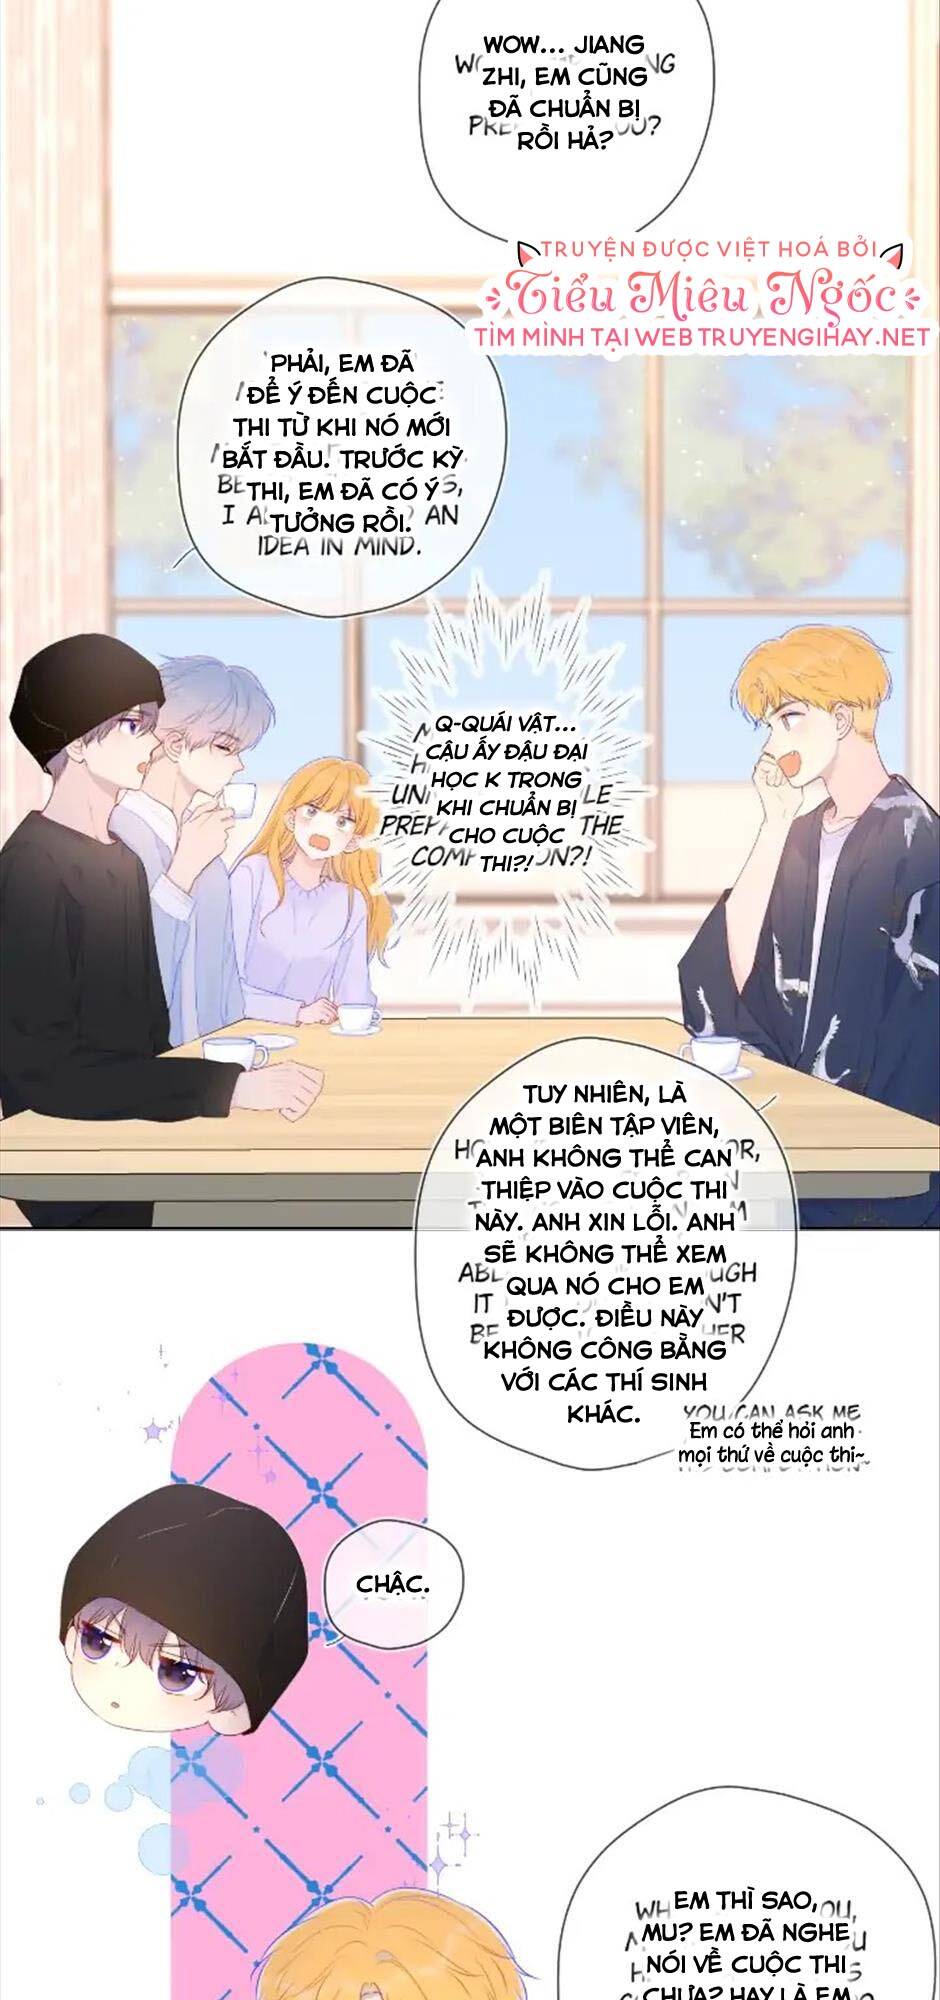 WOW... JIANG
ZHI, EM CŨNG
ĐÃ CHUẨN BỊ
RỒI HẢ?
TRUYỆN ĐƯỢC VIỆT HOÁ BỞI
Tiểu Miêu Ngốc
TÌM MÌNH TẠI WEB TRUYENGIHAY.NET
PHẢI, EM ĐÃ
ĐỂ Ý ĐẾN CUỘC
THI TỪ KHI NÓ MỚI
BẮT ĐẦU. TRƯỚC KỲ
THI, EM ĐÃ CÓ Ý
TƯỞNG RỒI.
IDEA IN MIND.
Q-QUÁI VẬT...
CẬU ẤY ĐẬU ĐẠI
HỌC K TRONG
KHI CHUẨN BỊ
CHO CUỘC
THI?!
TUY NHIÊN, LÀ
MỘT BIÊN TẬP VIÊN,
ANH KHÔNG THỂ CAN
THIỆP VÀO CUỘC THI
NÀY. ANH XIN LỖI. ANH
SẼ KHÔNG THỂ XEM
QUA NÓ CHO EM
ĐƯỢC. ĐIỀU NÀY
KHÔNG CÔNG BẰNG
VỚI CÁC THÍ SINH
KHÁC.
YOU CAN ASK ME
Em có thể hỏi anh
mọi thứ về cuộc thi~
CHẬC.
EM THÌ SAO,
MU? EM ĐÃ NGHE
NÓI VỀ CUỘC THI
CHƯA? HAY LÀ EM